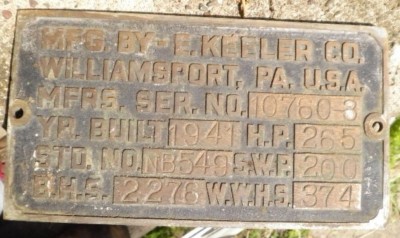 MFG. BY-E. KEELER CO.
WILLIAMSPORT, PA. U.S.A.
MFRS. SER. NO. 10760-8
YR. BUILT 1941 H.P. 265
STD. NO. NB549 S.W.P. 200
B.H.S. 2276 W.W.H.S. 374